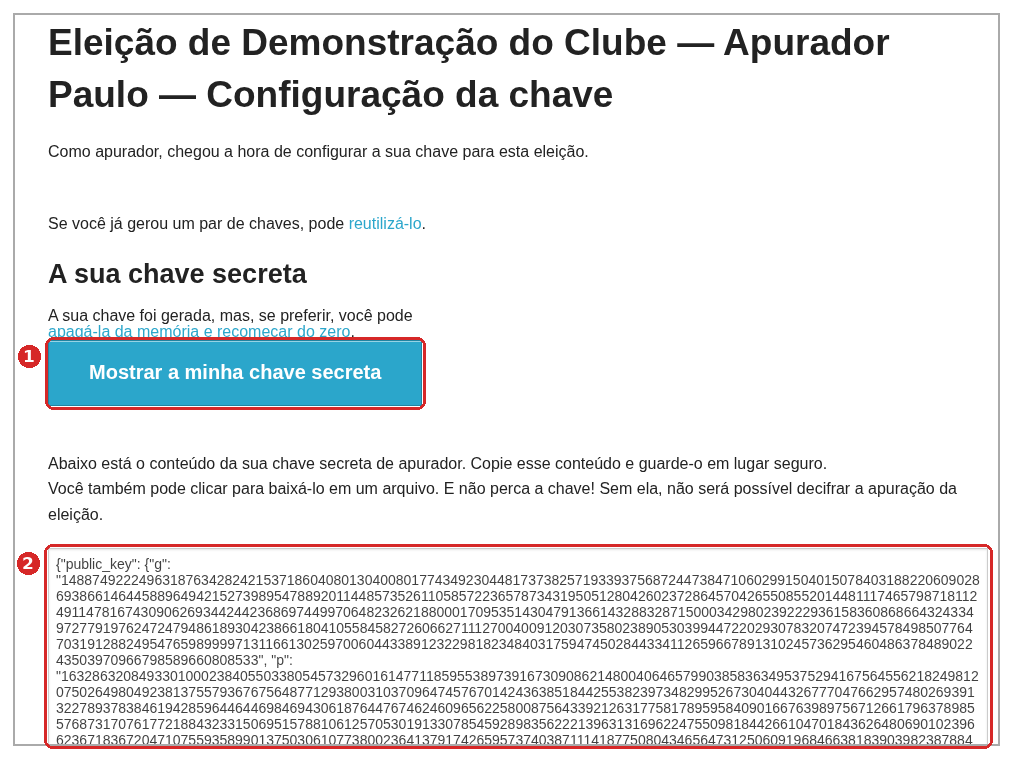 Eleição de Demonstração do Clube — Apurador
Paulo — Configuração da chave
Como apurador, chegou a hora de configurar a sua chave para esta eleição.
Se você já gerou um par de chaves, pode reutilizá-lo.
A sua chave secreta
A sua chave foi gerada, mas, se preferir, você pode
apagá-la da memória e recomeçar do zero.
1
Mostrar a minha chave secreta
Abaixo está o conteúdo da sua chave secreta de apurador. Copie esse conteúdo e guarde-o em lugar seguro.
Você também pode clicar para baixá-lo em um arquivo. E não perca a chave! Sem ela, não será possível decifrar a apuração da
eleição.
2
{"public_key": {"g":
"14887492224963187634282421537186040801304008017743492304481737382571933937568724473847106029915040150784031882206090286938661464458896494215273989547889201144857352611058572236578734319505128042602372864570426550855201448111746579871811249114781674309062693442442368697449970648232621880001709535143047913661432883287150003429802392229361583608686643243349727791976247247948618930423866180410558458272606627111270040091203073580238905303994472202930783207472394578498507764703191288249547659899997131166130259700604433891232298182348403175947450284433411265966789131024573629546048637848902243503970966798589660808533", "p":
"16328632084933010002384055033805457329601614771185955389739167309086214800406465799038583634953752941675645562182498120750264980492381375579367675648771293800310370964745767014243638518442553823973482995267304044326777047662957480269391322789378384619428596446446984694306187644767462460965622580087564339212631775817895958409016676398975671266179637898557687317076177218843233150695157881061257053019133078545928983562221396313169622475509818442661047018436264806901023966236718367204710755935899013750306107738002364137917426595737403871114187750804346564731250609196846638183903982387884